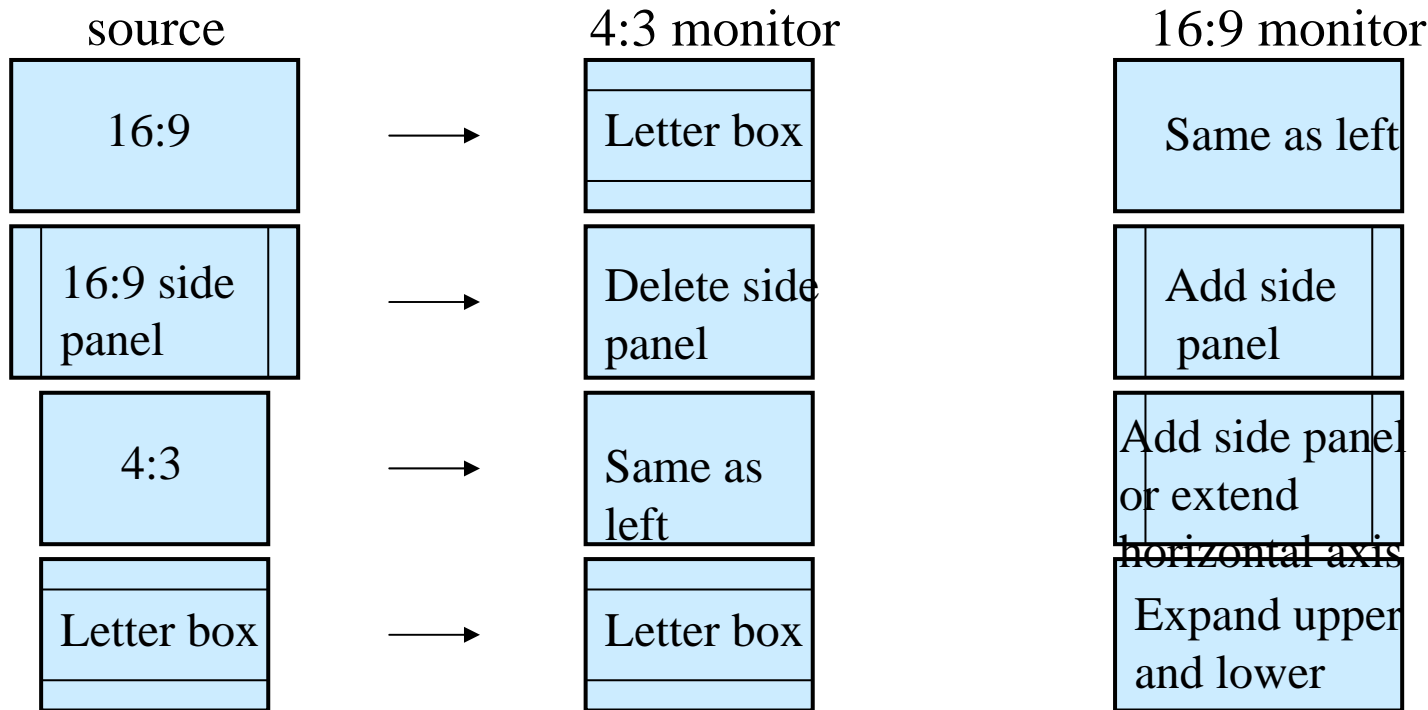 source
4:3 monitor
16:9 monitor
16:9
Letter box
Same as left
16:9 side
panel
Delete side
panel
Add side
panel
4:3
Same as
left
Add side panel
or extend
horizontal axis
Letter box
Letter box
Expand upper
and lower